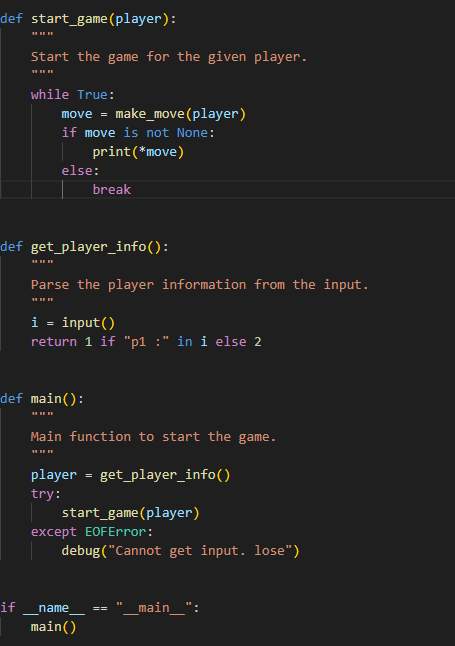 def start_game(player):
    """
    Start the game for the given player.
    """
    while True:
        move = make_move(player)
        if move is not None:
            print(*move)
        else:
            break
def get_player_info():
    """
    Parse the player information from the input.
    """
    i = input()
    return 1 if "p1 :" in i else 2
def main():
    """
    Main function to start the game.
    """
    player = get_player_info()
    try:
        start_game(player)
    except EOFError:
        debug("Cannot get input. lose")
if __name__ == "__main__":
    main()